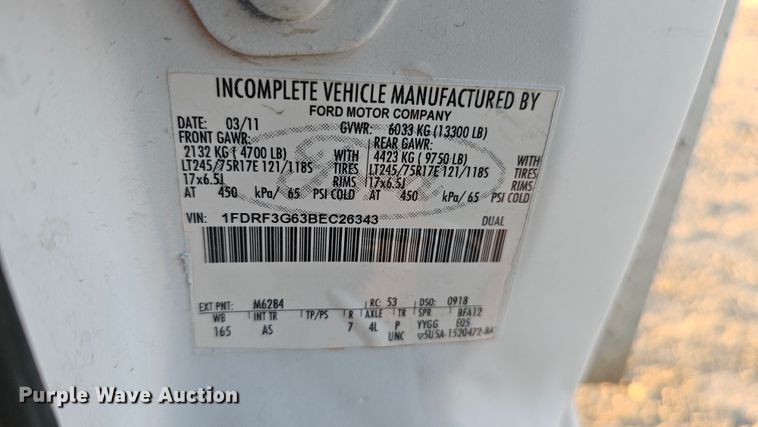 INCOMPLETE VEHICLE MANUFACTURED BY
FORD MOTOR COMPANY
DATE: 03/11 GVWR: 6033 KG (13300 LB)
FRONT GAWR: REAR GAWR:
2132 KG ( 4700 LB) WITH 4423 KG ( 9750 LB) WITH
LT245/75R17E 121/118S TIRES LT245/75R17E 121/118S TIRES
17x6.5J RIMS 17x6.5J RIMS
AT 450 kPa/ 65 PSI COLD AT 450 kPa/ 65 PSI COLD
VIN: 1FDRF3G63BEC26343 DUAL
EXT PNT: M6284 RC: 53 DSO: 0918
WB INT TR TP/PS R AXLE TR SPR BFA12
165 AS 7 4L P YYGG E05
UNC 5U5A-1520472-BA
Purple Wave Auction